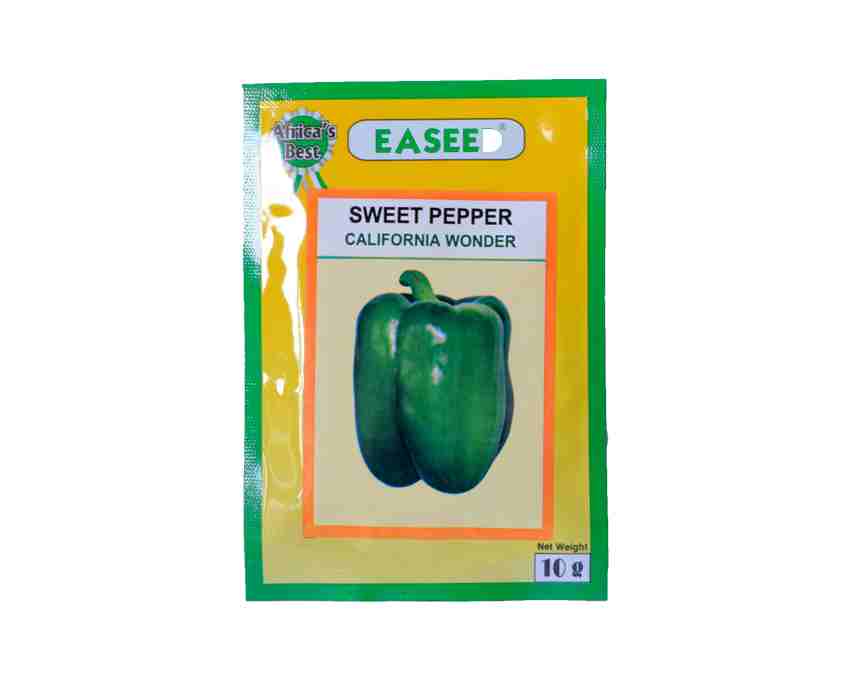 Africa's
Best
EASEED®
SWEET PEPPER
CALIFORNIA WONDER
Net Weight
10 g